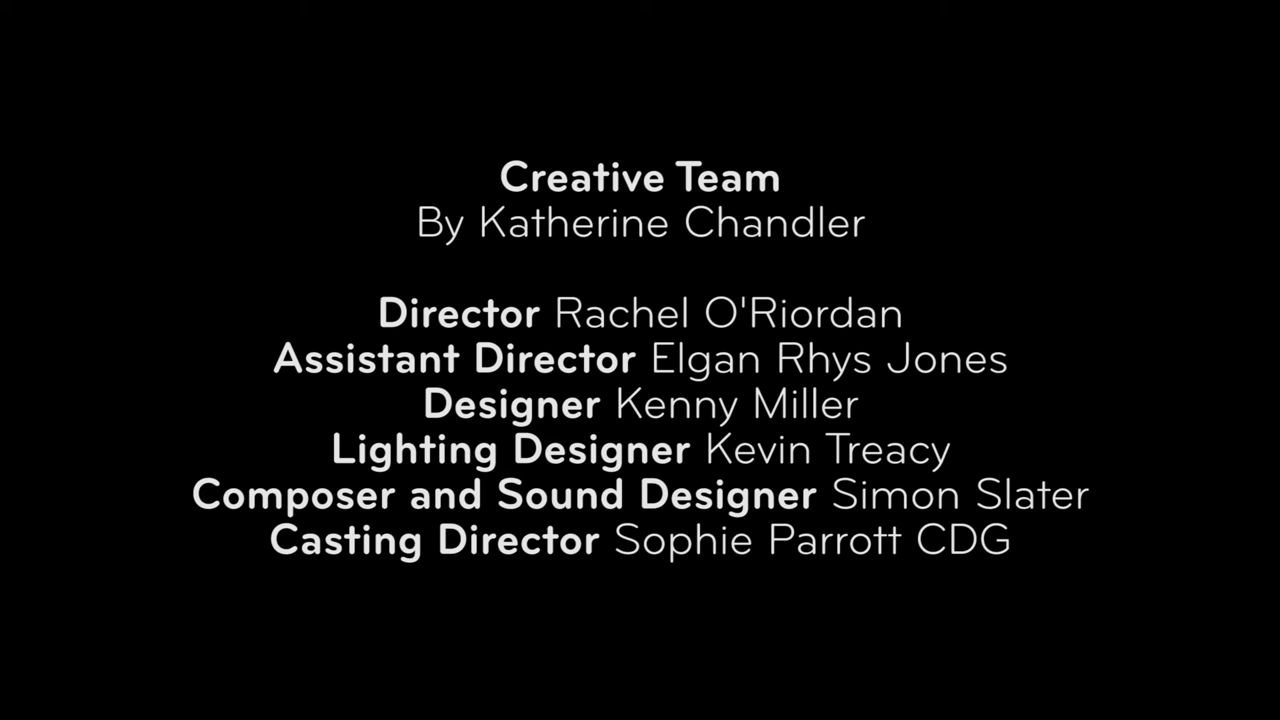 Creative Team
By Katherine Chandler
Director Rachel O'Riordan
Assistant Director Elgan Rhys Jones
Designer Kenny Miller
Lighting Designer Kevin Treacy
Composer and Sound Designer Simon Slater
Casting Director Sophie Parrott CDG